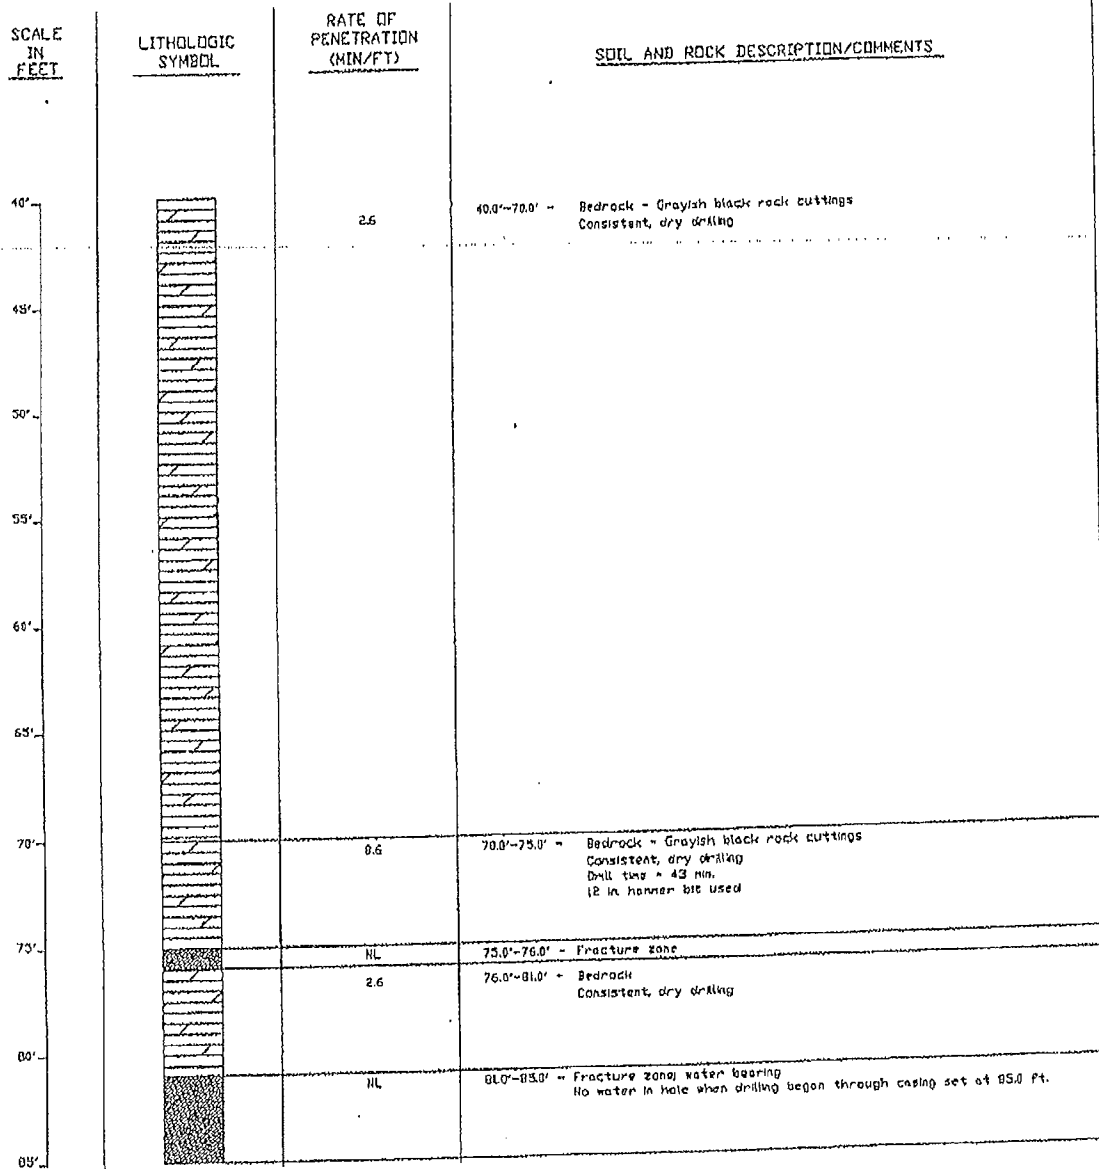 SCALE
IN
FEET
LITHOLOGIC
SYMBOL
RATE OF
PENETRATION
(MIN/FT)
SOIL AND ROCK DESCRIPTION/COMMENTS
40'
2.6
40.0'-70.0' - Bedrock - Grayish black rock cuttings
Consistent, dry drilling
45'
50'
55'
60'
65'
70'
8.6
70.0'-75.0' - Bedrock - Grayish black rock cuttings
Consistent, dry drilling
Drill time = 43 min.
12 in hammer bit used
75'
NL
75.0'-76.0' - Fracture zone
2.6
76.0'-81.0' - Bedrock
Consistent, dry drilling
80'
NL
81.0'-85.0' - Fracture zone; water bearing
No water in hole when drilling began through casing set at 85.0 ft.
85'